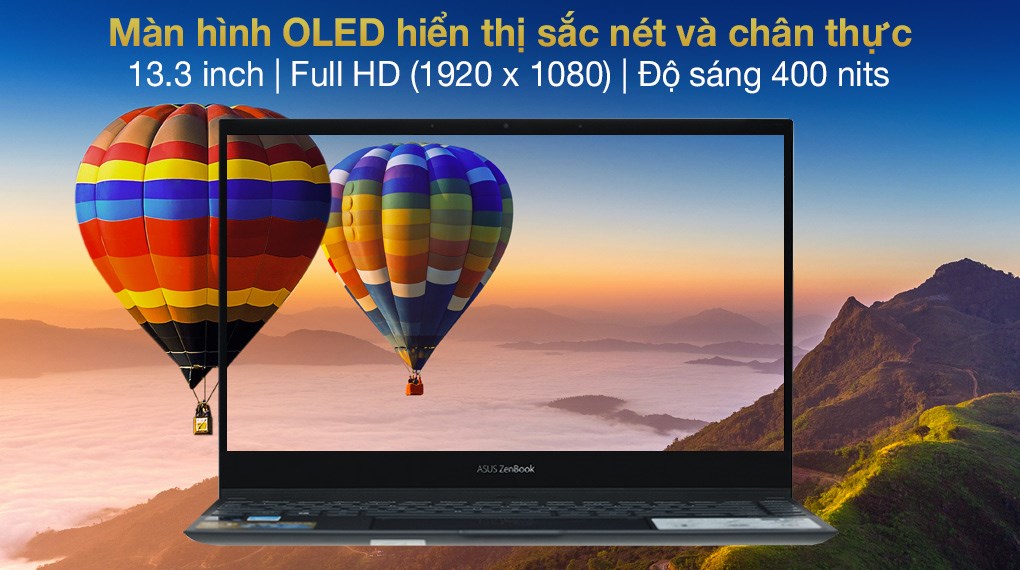 Màn hình OLED hiển thị sắc nét và chân thực
13.3 inch | Full HD (1920 x 1080) | Độ sáng 400 nits
ASUS ZenBook